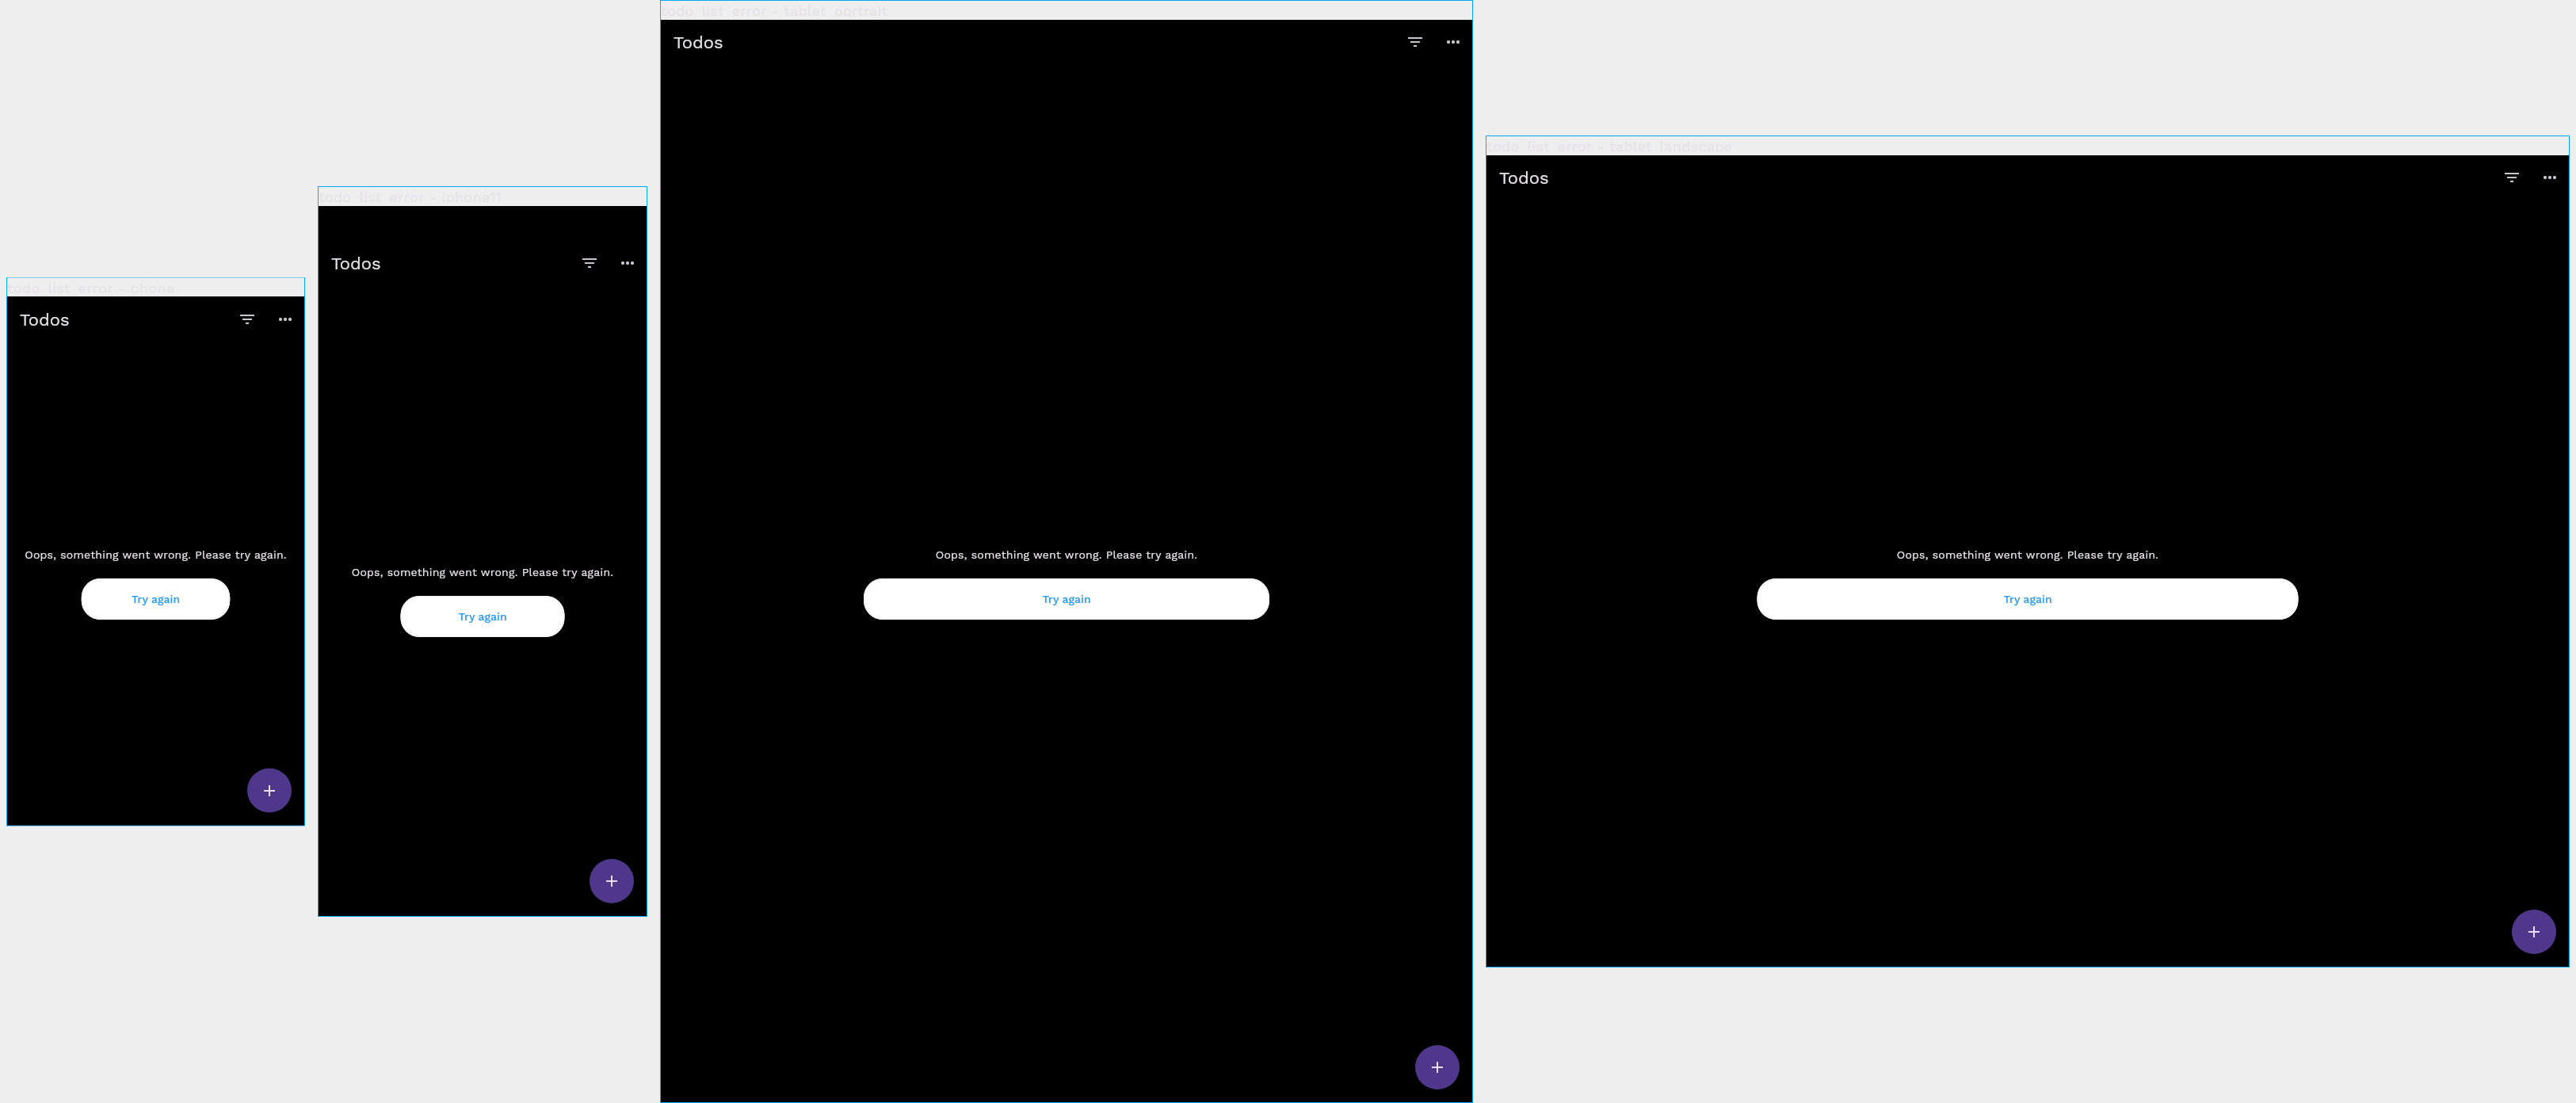 todo_list_error - phone
Todos
Oops, something went wrong. Please try again.
Try again
todo_list_error - iphone11
Todos
Oops, something went wrong. Please try again.
Try again
todo_list_error - tablet_portrait
Todos
Oops, something went wrong. Please try again.
Try again
todo_list_error - tablet_landscape
Todos
Oops, something went wrong. Please try again.
Try again